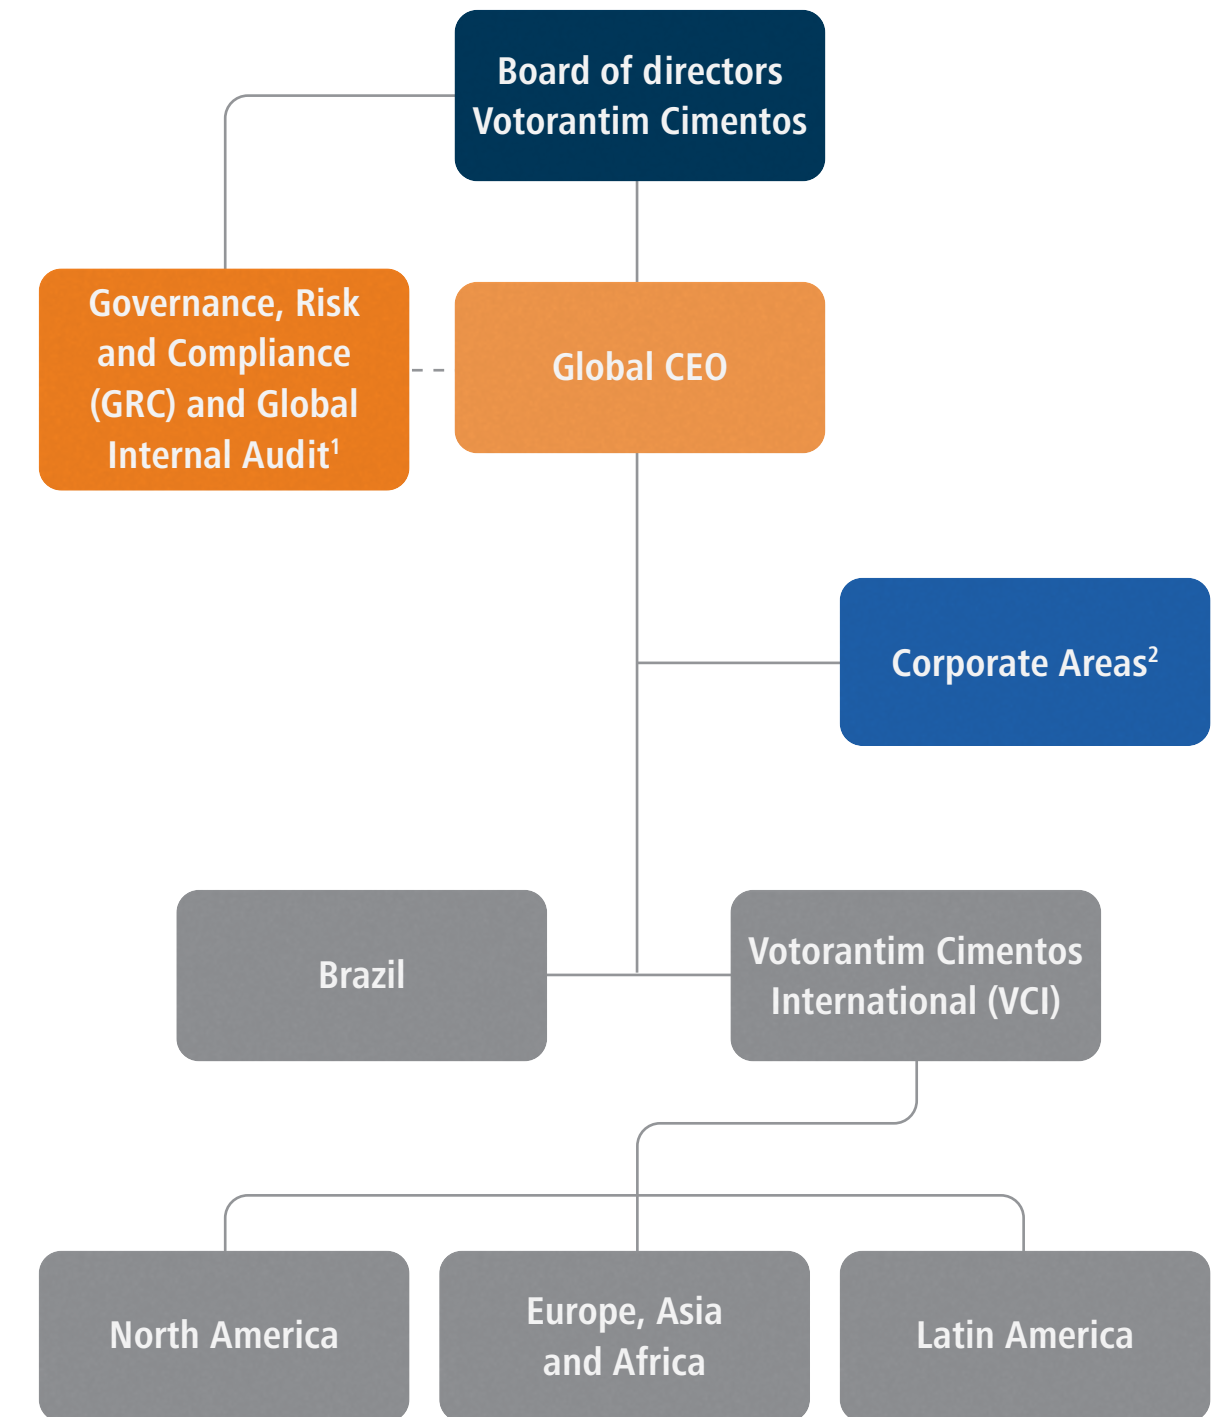 Board of directors
Votorantim Cimentos
Governance, Risk
and Compliance
(GRC) and Global
Internal Audit¹
Global CEO
Corporate Areas²
Brazil
Votorantim Cimentos
International (VCI)
North America
Europe, Asia
and Africa
Latin America